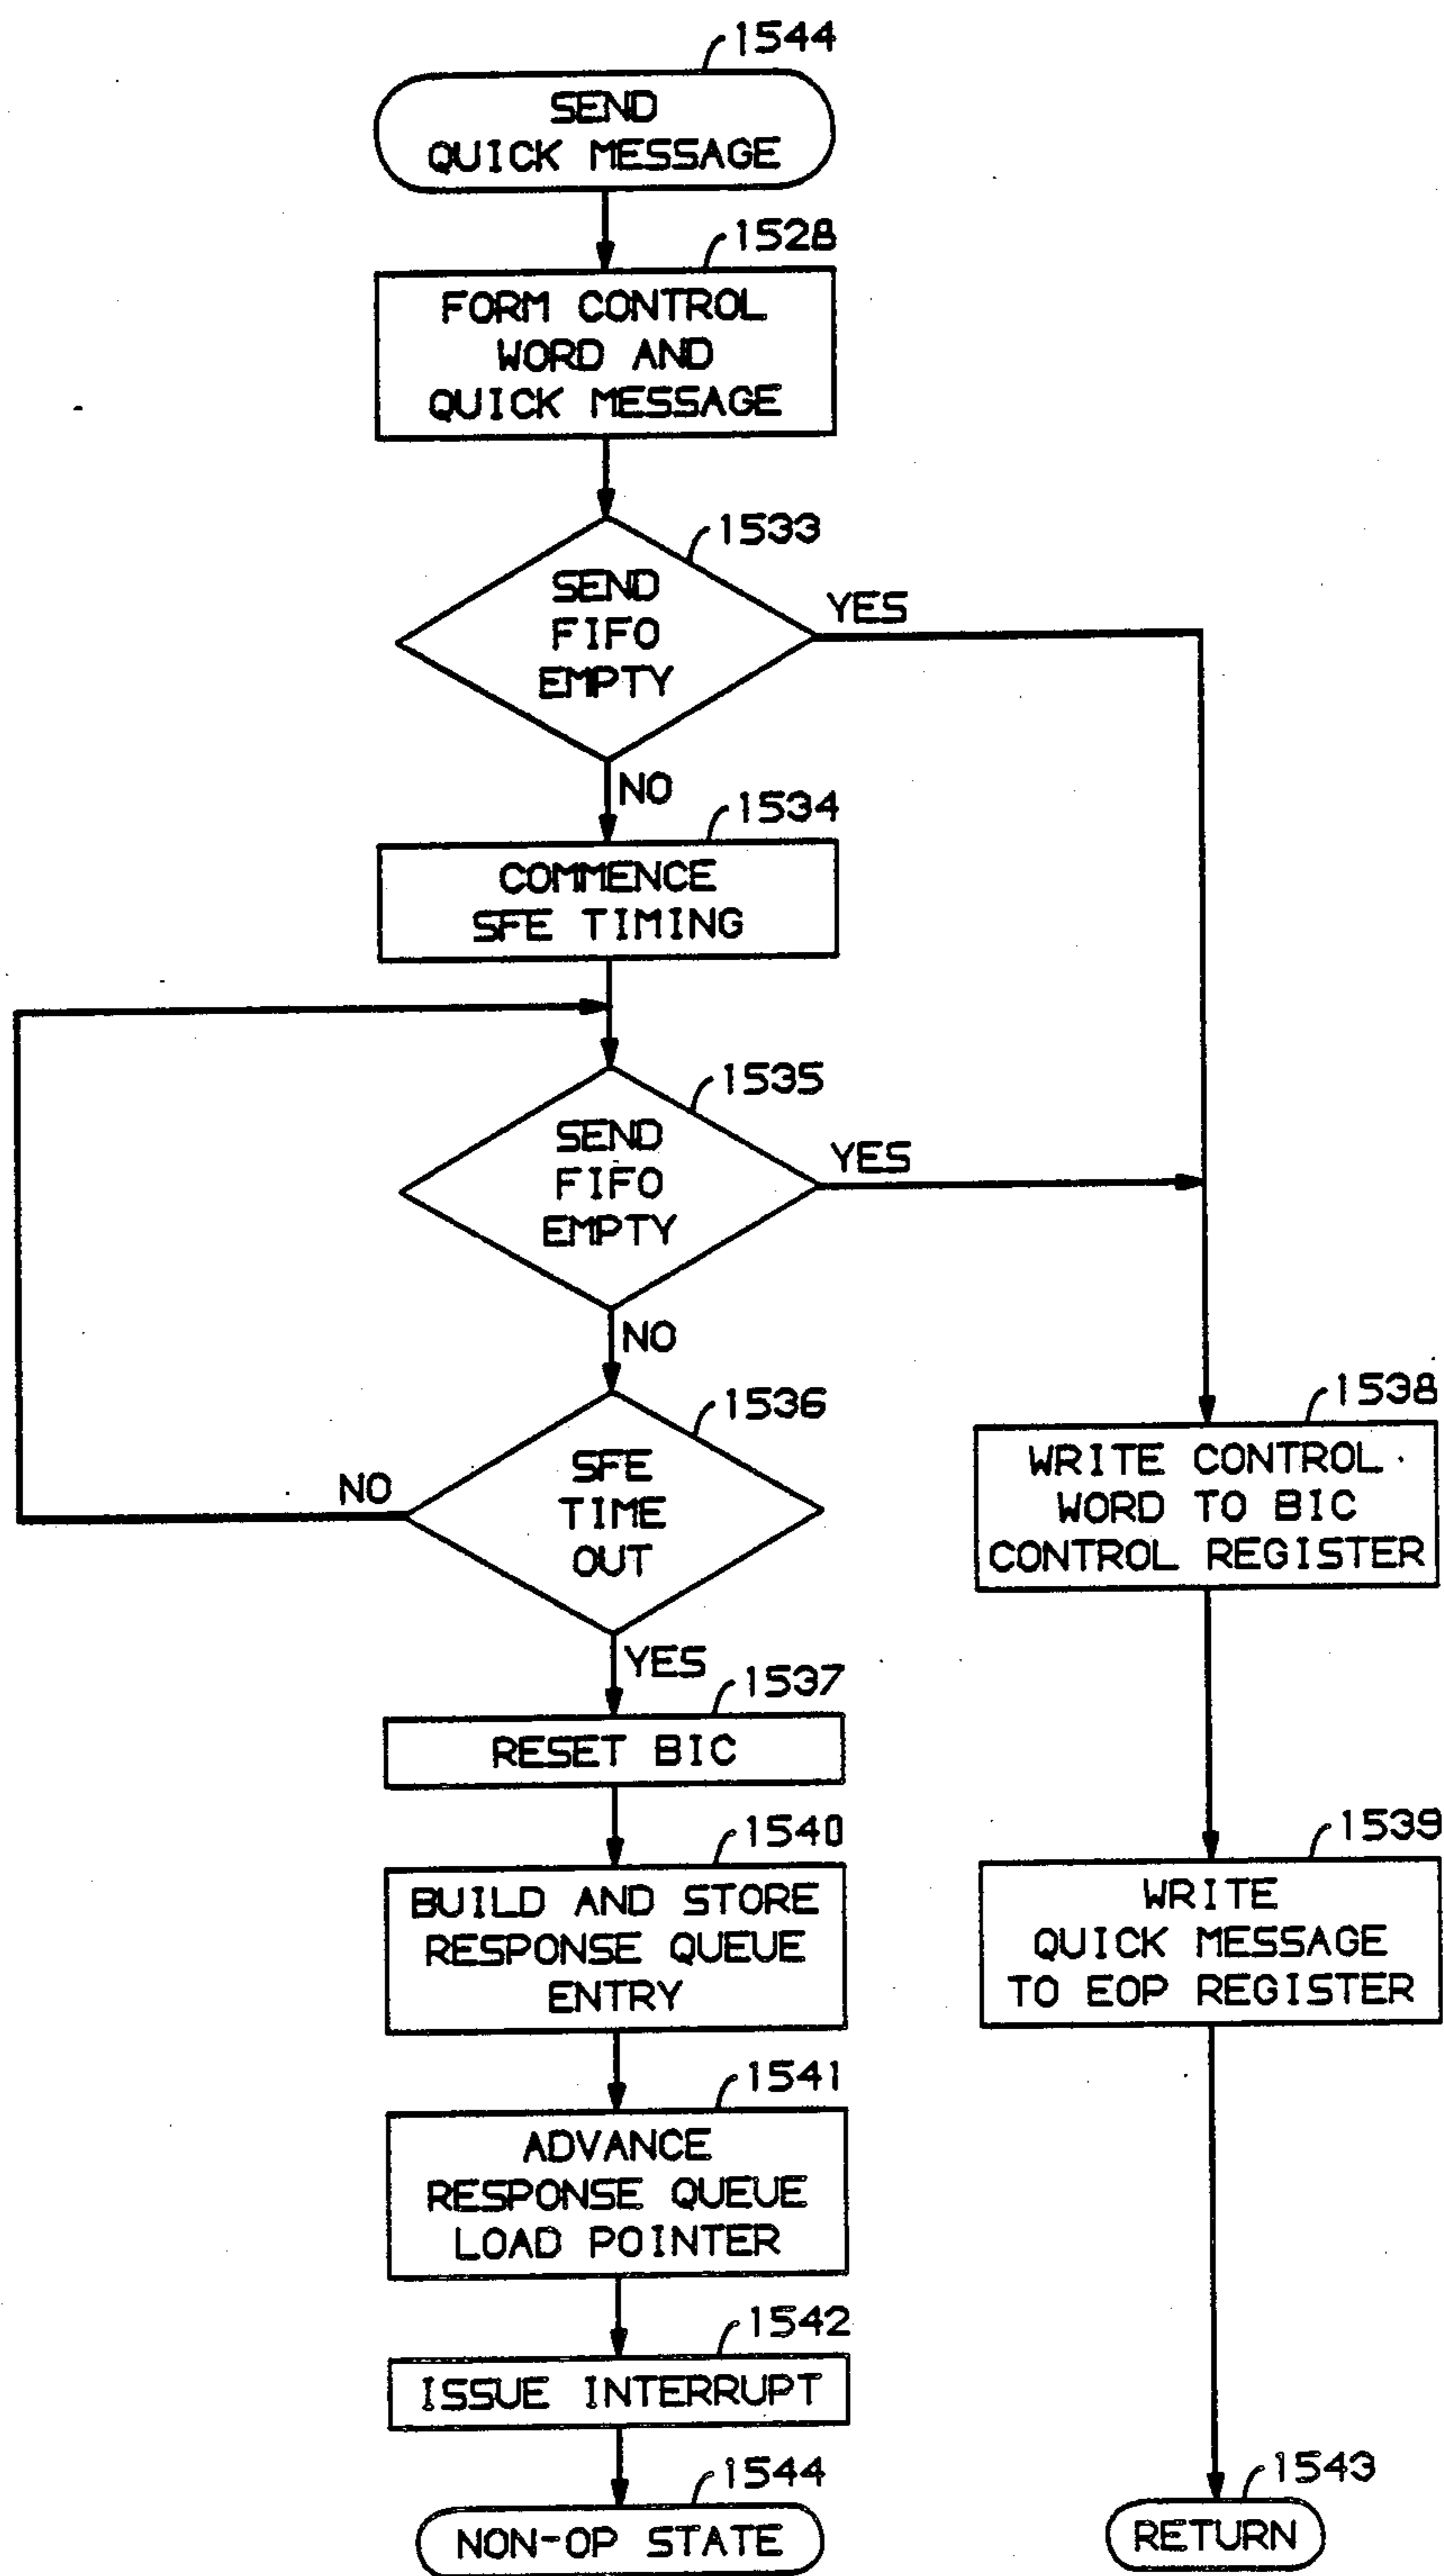 1544
SEND
QUICK MESSAGE
1528
FORM CONTROL
WORD AND
QUICK MESSAGE
1533
SEND
FIFO
EMPTY
YES
NO
1534
COMMENCE
SFE TIMING
1535
SEND
FIFO
EMPTY
YES
NO
1536
SFE
TIME
OUT
NO
YES
1537
RESET BIC
1540
BUILD AND STORE
RESPONSE QUEUE
ENTRY
1541
ADVANCE
RESPONSE QUEUE
LOAD POINTER
1542
ISSUE INTERRUPT
1544
NON-OP STATE
1538
WRITE CONTROL
WORD TO BIC
CONTROL REGISTER
1539
WRITE
QUICK MESSAGE
TO EOP REGISTER
1543
RETURN